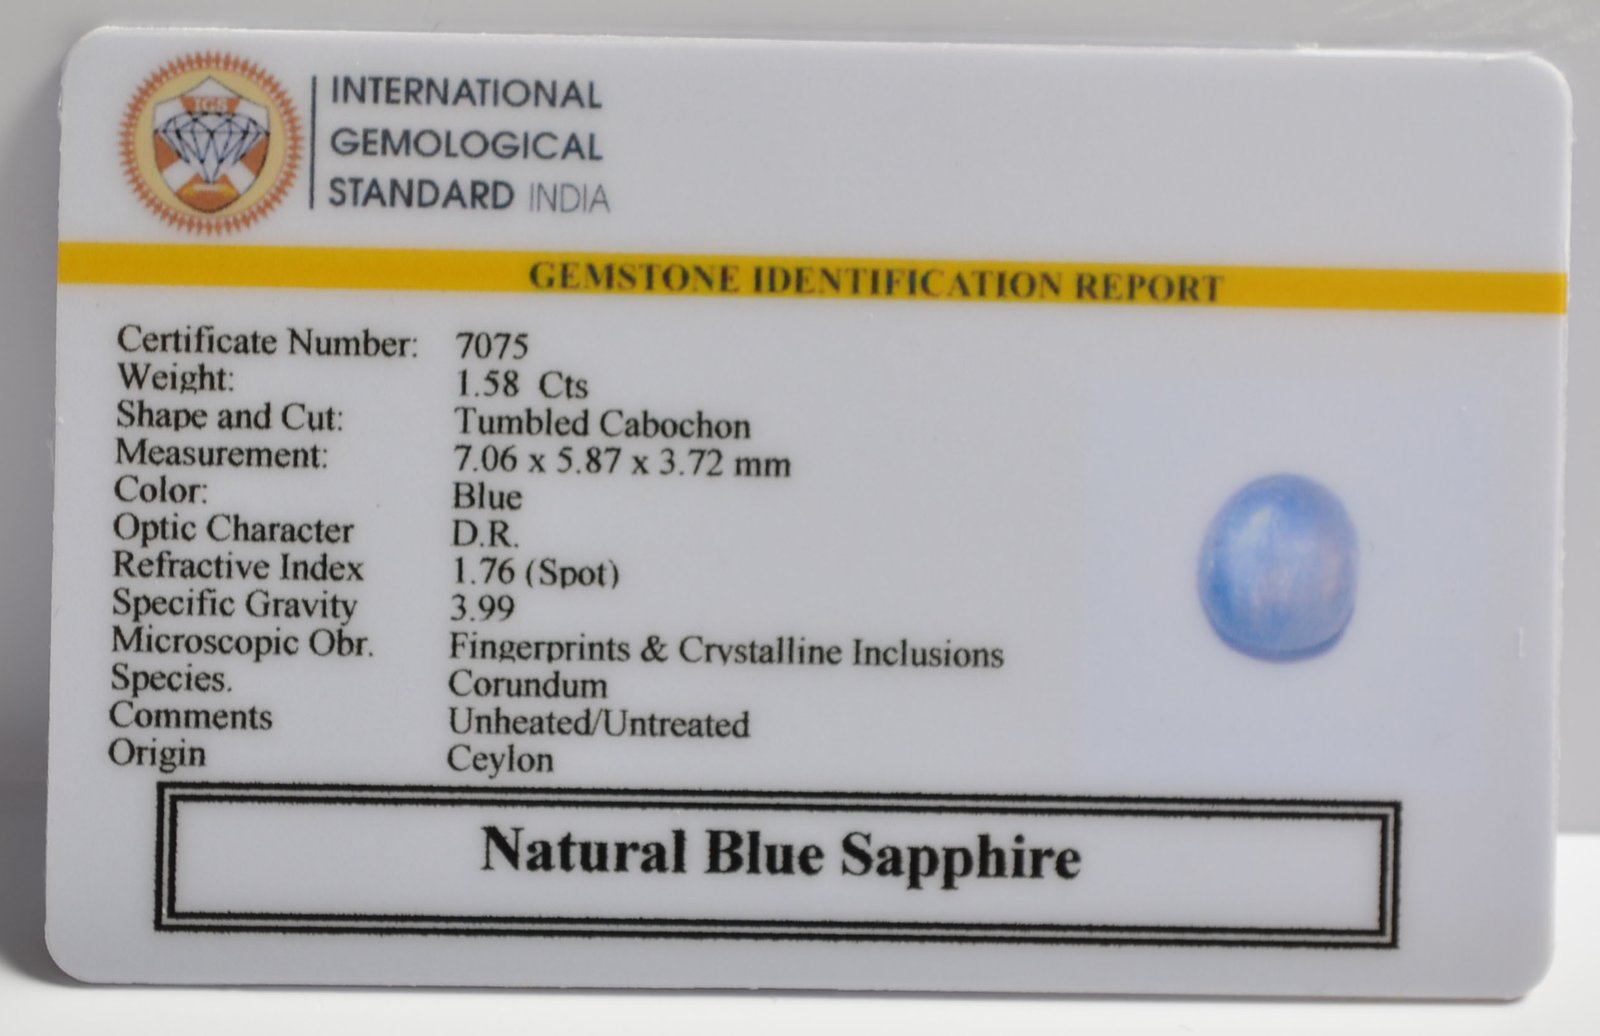 IGS
INTERNATIONAL
GEMOLOGICAL
STANDARD INDIA
GEMSTONE IDENTIFICATION REPORT
Certificate Number: 7075
Weight: 1.58 Cts
Shape and Cut: Tumbled Cabochon
Measurement: 7.06 x 5.87 x 3.72 mm
Color: Blue
Optic Character D.R.
Refractive Index 1.76 (Spot)
Specific Gravity 3.99
Microscopic Obr. Fingerprints & Crystalline Inclusions
Species. Corundum
Comments Unheated/Untreated
Origin Ceylon
Natural Blue Sapphire